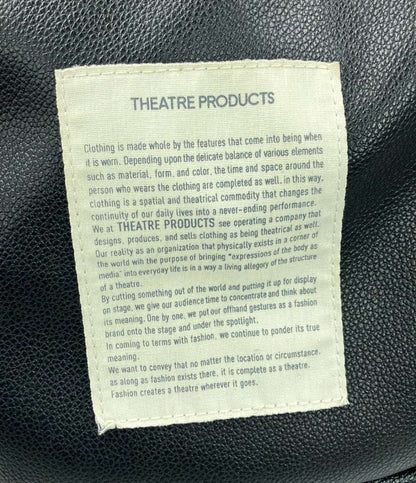 THEATRE PRODUCTS
Clothing is made whole by the features that come into being when
it is worn. Depending upon the delicate balance of various elements
such as material, form, and color, the time and space around the
person who wears the clothing are completed as well. in this way,
clothing is a spatial and theatrical commodity that changes the
continuity of our daily lives into a never-ending performance.
We at THEATRE PRODUCTS see operating a company that
designs, produces, and sells clothing as being theatrical as well.
Our reality as an organization that physically exists in a corner of
the world wih the purpose of bringing "expressions of the body as
media" into everyday life is in a way a living allegory of the structure
of a theatre.
By cutting something out of the world and putting it up for display
on stage, we give our audience time to concentrate and think about
its meaning. One by one, we put our offhand gestures as a fashion
brand onto the stage and under the spotlight.
In coming to terms with fashion, we continue to ponder its true
meaning.
We want to convey that no matter the location or circumstance,
as along as fashion exists there, it is complete as a theatre.
Fashion creates a theatre wherever it goes.